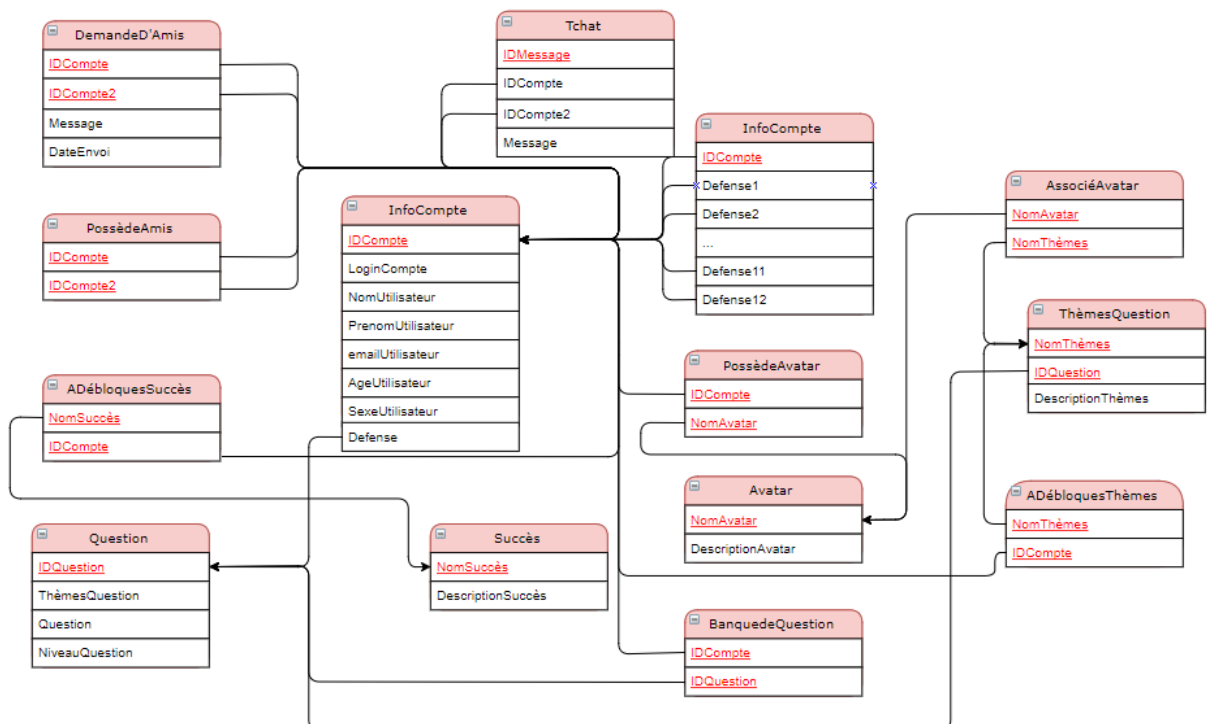 DemandeD'Amis
IDCompte
IDCompte2
Message
DateEnvoi
Tchat
IDMessage
IDCompte
IDCompte2
Message
InfoCompte
IDCompte
Defense1
Defense2
...
Defense11
Defense12
AssociéAvatar
NomAvatar
NomThèmes
PossèdeAmis
IDCompte
IDCompte2
InfoCompte
IDCompte
LoginCompte
NomUtilisateur
PrenomUtilisateur
emailUtilisateur
AgeUtilisateur
SexeUtilisateur
Defense
ThèmesQuestion
NomThèmes
IDQuestion
DescriptionThèmes
ADébloquesSuccès
NomSuccès
IDCompte
PossèdeAvatar
IDCompte
NomAvatar
Avatar
NomAvatar
DescriptionAvatar
ADébloquesThèmes
NomThèmes
IDCompte
Question
IDQuestion
ThèmesQuestion
Question
NiveauQuestion
Succès
NomSuccès
DescriptionSuccès
BanquedeQuestion
IDCompte
IDQuestion